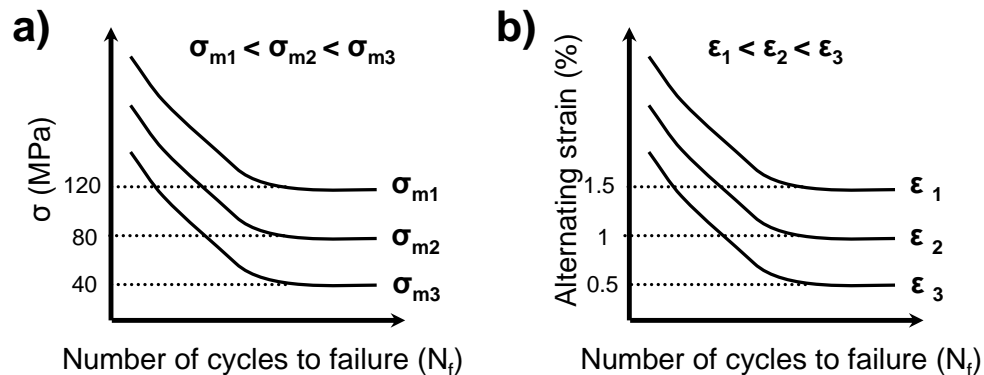 a)
σm1 < σm2 < σm3
σ (MPa)
120
80
40
σm1
σm2
σm3
Number of cycles to failure (Nf)
b)
ε1 < ε2 < ε3
Alternating strain (%)
1.5
1
0.5
ε 1
ε 2
ε 3
Number of cycles to failure (Nf)